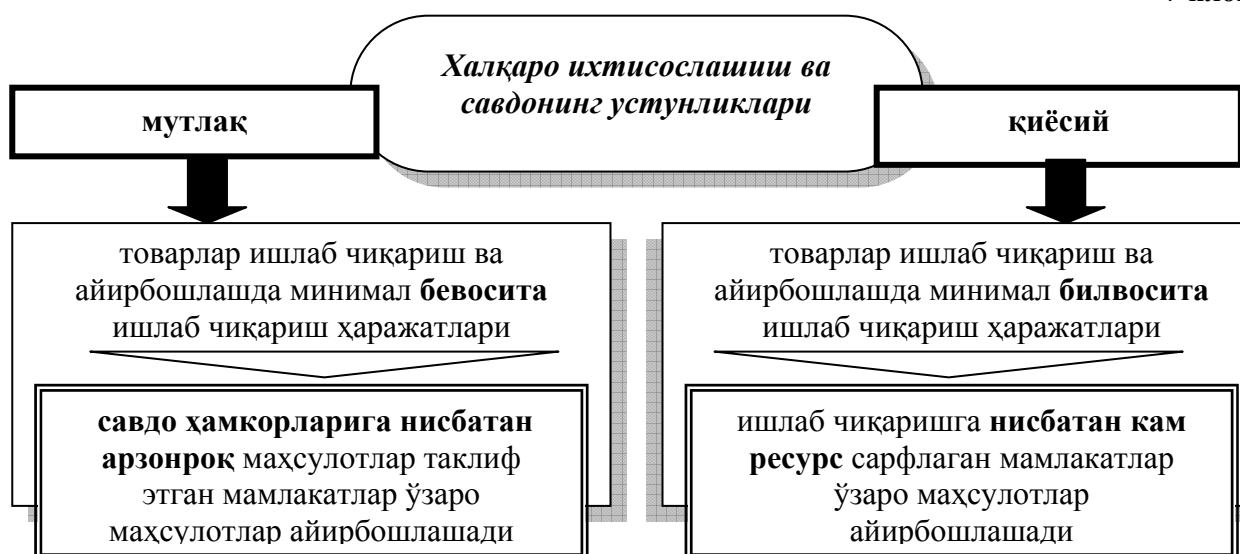 Халқаро ихтисослашиш ва
савдонинг устунликлари
мутлақ
қиёсий
товарлар ишлаб чиқариш ва
айирбошлашда минимал бевосита
ишлаб чиқариш ҳаражатлари
савдо ҳамкорларига нисбатан
арзонроқ маҳсулотлар таклиф
этган мамлакатлар ўзаро
маҳсулотлар айирбошлашади
товарлар ишлаб чиқариш ва
айирбошлашда минимал билвосита
ишлаб чиқариш ҳаражатлари
ишлаб чиқаришга нисбатан кам
ресурс сарфлаган мамлакатлар
ўзаро маҳсулотлар
айирбошлашади